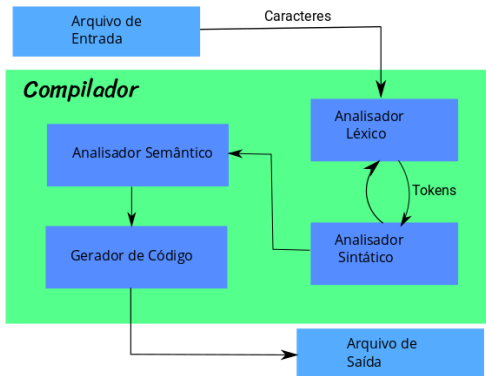 Arquivo de
Entrada
Caracteres
Compilador
Analisador
Léxico
Analisador Semântico
Tokens
Analisador
Sintático
Gerador de Código
Arquivo de
Saída